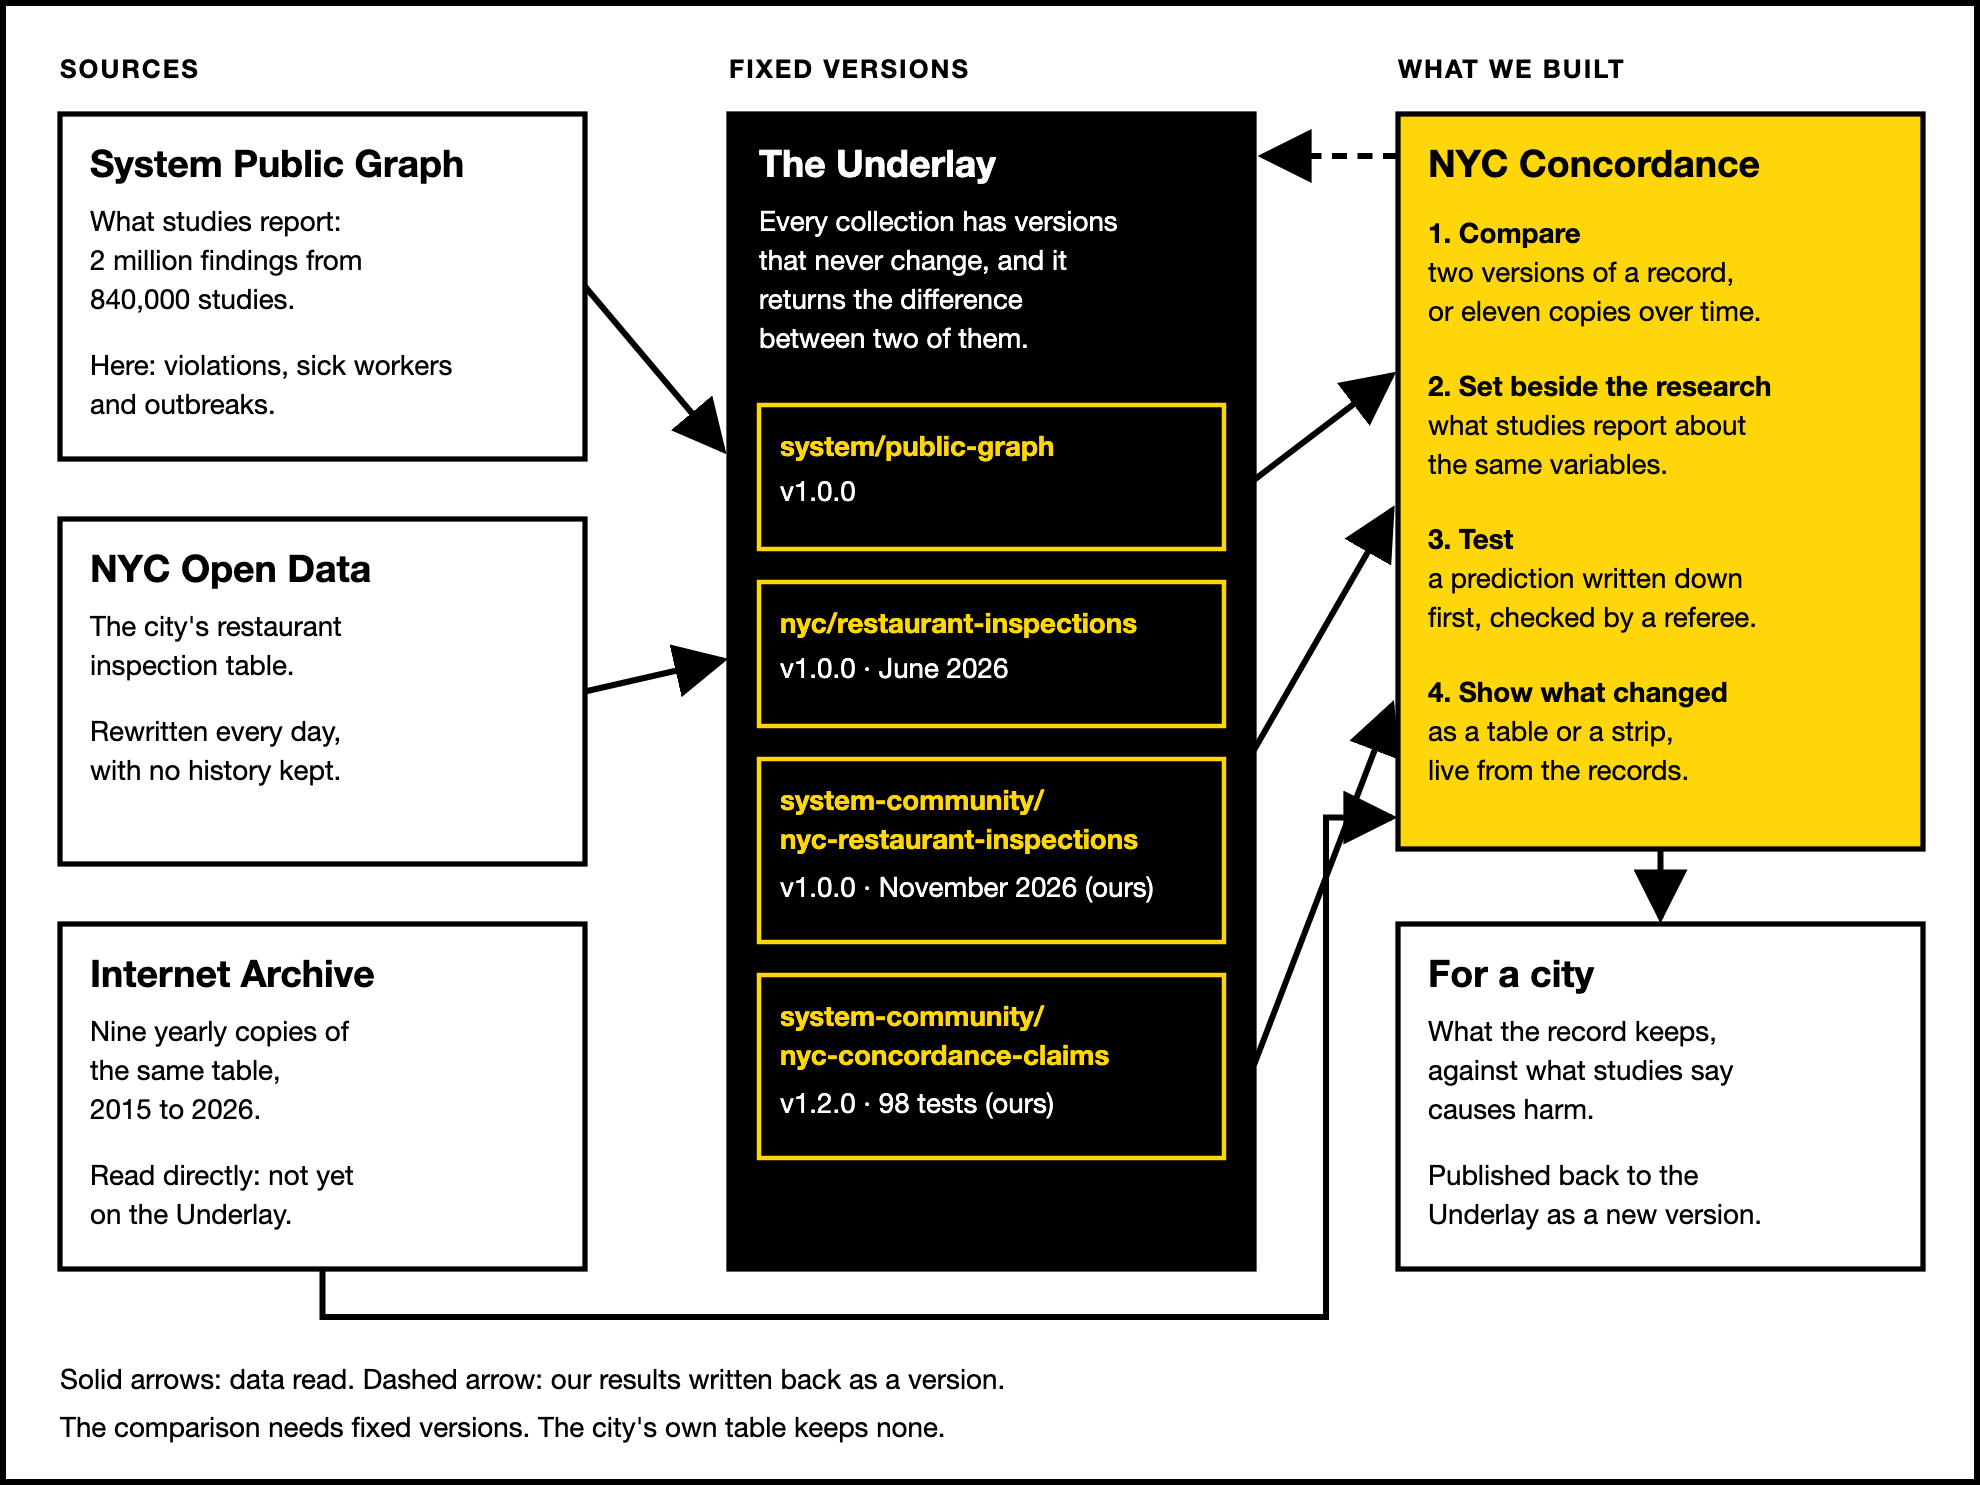 SOURCES
System Public Graph
What studies report:
2 million findings from
840,000 studies.
Here: violations, sick workers
and outbreaks.
NYC Open Data
The city's restaurant
inspection table.
Rewritten every day,
with no history kept.
Internet Archive
Nine yearly copies of
the same table,
2015 to 2026.
Read directly: not yet
on the Underlay.
FIXED VERSIONS
The Underlay
Every collection has versions
that never change, and it
returns the difference
between two of them.
system/public-graph
v1.0.0
nyc/restaurant-inspections
v1.0.0 · June 2026
system-community/
nyc-restaurant-inspections
v1.0.0 · November 2026 (ours)
system-community/
nyc-concordance-claims
v1.2.0 · 98 tests (ours)
WHAT WE BUILT
NYC Concordance
1. Compare
two versions of a record,
or eleven copies over time.
2. Set beside the research
what studies report about
the same variables.
3. Test
a prediction written down
first, checked by a referee.
4. Show what changed
as a table or a strip,
live from the records.
For a city
What the record keeps,
against what studies say
causes harm.
Published back to the
Underlay as a new version.
Solid arrows: data read. Dashed arrow: our results written back as a version.
The comparison needs fixed versions. The city's own table keeps none.